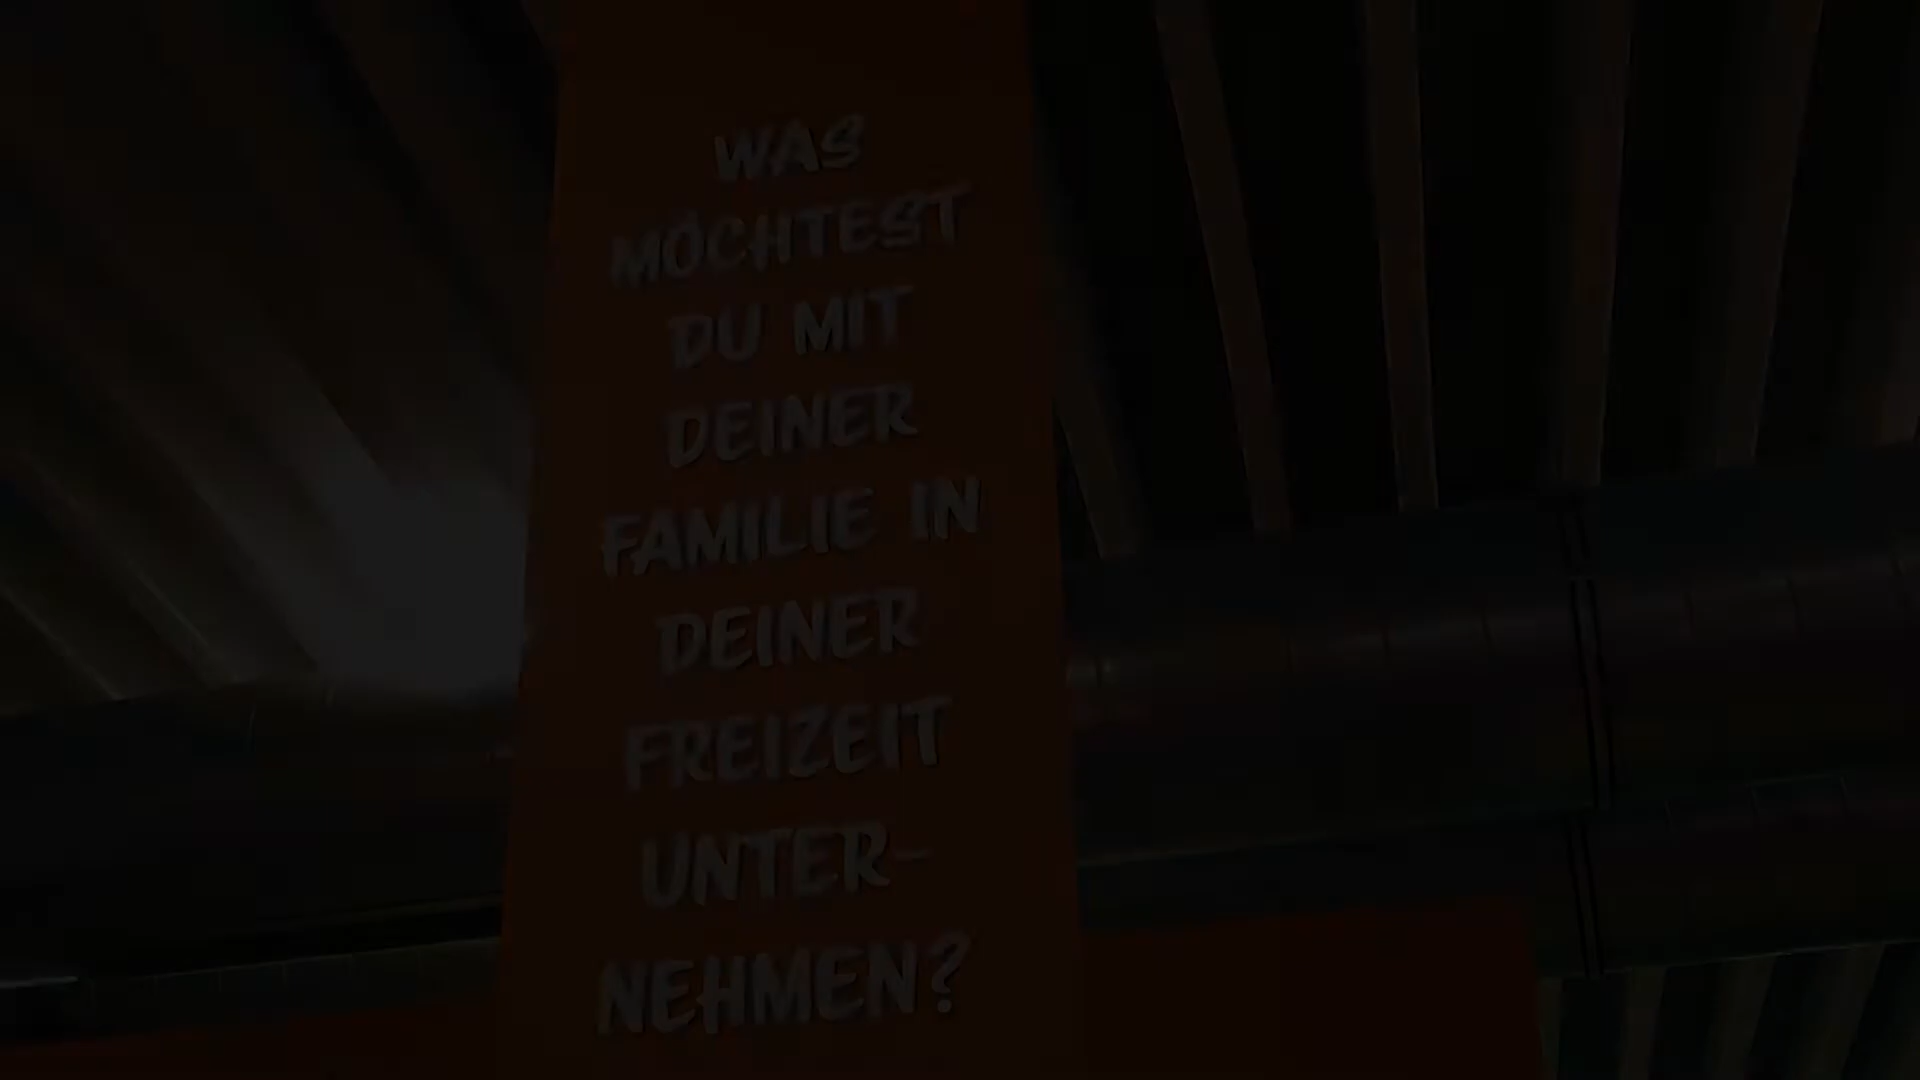 WAS
MÖCHTEST
DU MIT
DEINER
FAMILIE IN
DEINER
FREIZEIT
UNTER-
NEHMEN?